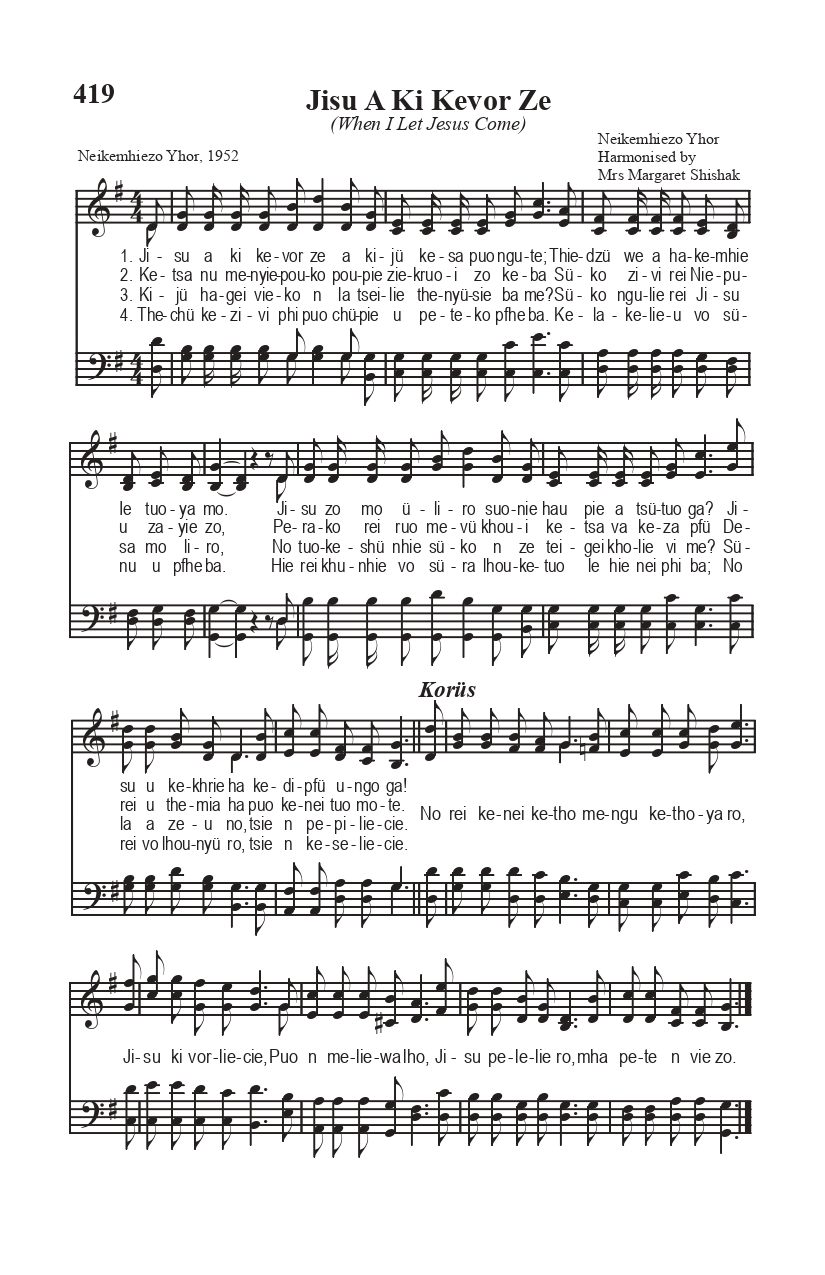 419
Jisu A Ki Kevor Ze
(When I Let Jesus Come)
Neikemhiezo Yhor, 1952
Neikemhiezo Yhor
Harmonised by
Mrs Margaret Shishak
1. Ji - su a ki ke - vor ze a ki - jü ke - sa puo ngu - te; Thie - dzü we a ha - ke - mhie
2. Ke - tsa nu me - nyie - pou - ko pou - pie zie - kruo - i zo ke - ba Sü - ko zi - vi rei Nie - pu -
3. Ki - jü ha - gei vie - ko n la tsei - lie the - nyü - sie ba me? Sü - ko ngu - lie rei Ji - su
4. The - chü ke - zi - vi phi puo chü - pie u pe - te - ko pfhe ba. Ke - la - ke - lie - u vo sü -
le tuo - ya mo. Ji - su zo mo ü - li - ro suo - nie hau pie a tsü - tuo ga? Ji -
u za - yie zo, Pe - ra - ko rei ruo me - vü khou - i ke - tsa va ke - za pfü De -
sa mo li - ro, No tuo - ke - shü nhie sü - ko n ze tei - gei kho - lie vi me? Sü -
nu u pfhe ba. Hie rei khu - nhie vo sü - ra lhou - ke - tuo le hie nei phi ba; No
Korüs
su u ke - khrie ha ke - di - pfü u - ngo ga!
rei u the - mia ha puo ke - nei tuo mo - te.
la a ze - u no, tsie n pe - pi - lie - cie.
rei vo lhou - nyü ro, tsie n ke - se - lie - cie.
No rei ke - nei ke - tho me - ngu ke - tho - ya ro,
Ji - su ki vor - lie - cie, Puo n me - lie - wa lho, Ji - su pe - le - lie ro, mha pe - te n vie zo.